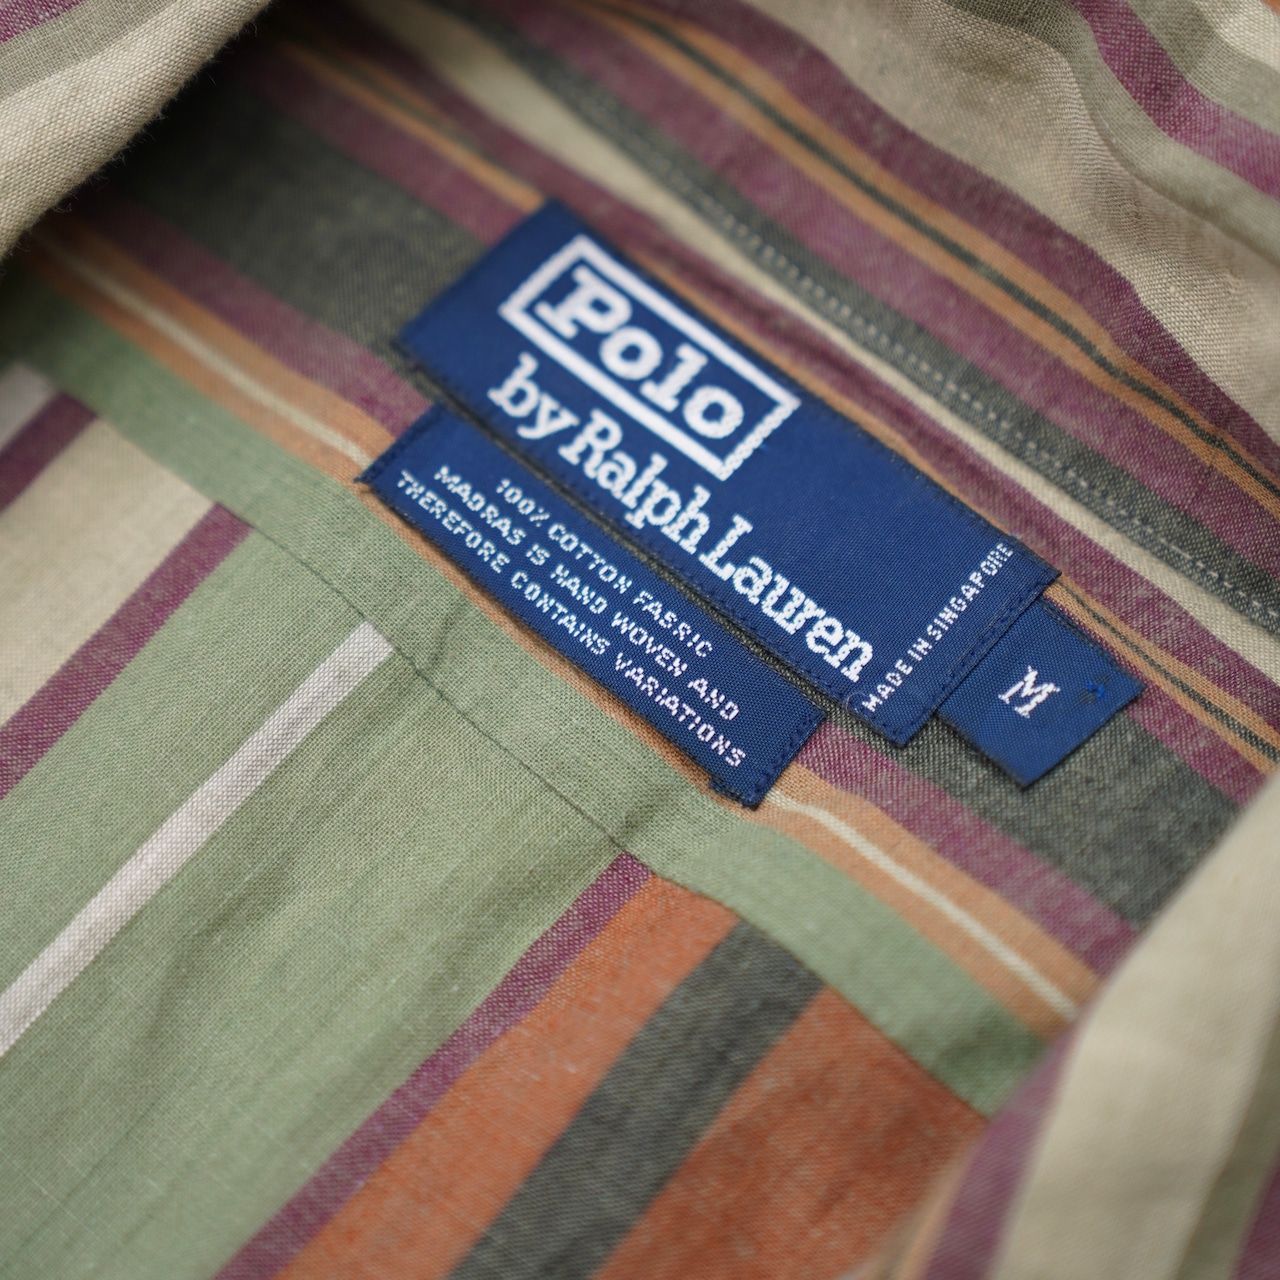 Polo
by Ralph Lauren
MADE IN SINGAPORE
M
100% COTTON FABRIC
MADRAS IS HAND WOVEN AND
THEREFORE CONTAINS VARIATIONS